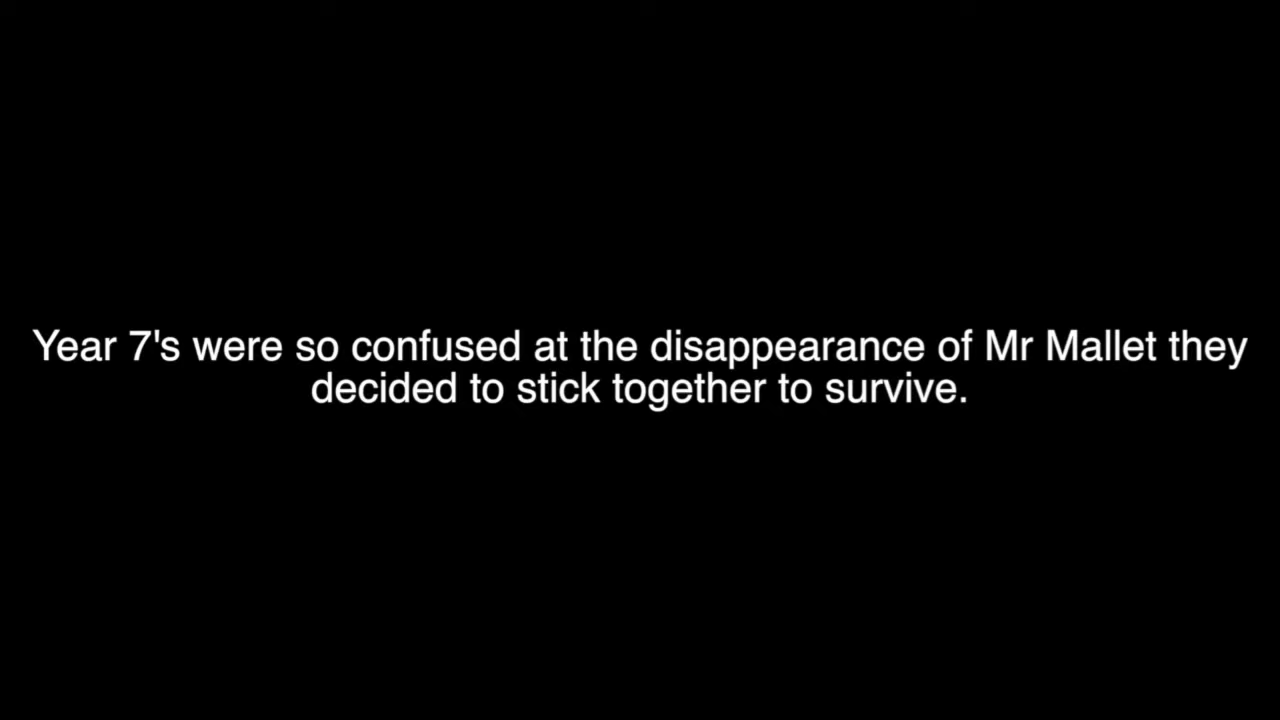 Year 7's were so confused at the disappearance of Mr Mallet they
decided to stick together to survive.